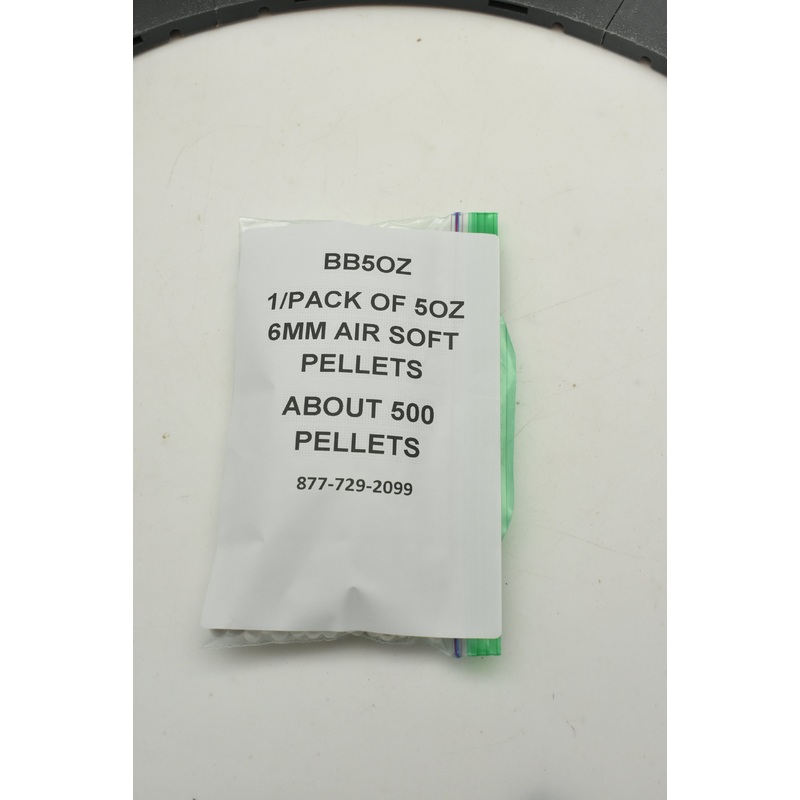 BB5OZ
1/PACK OF 5OZ
6MM AIR SOFT
PELLETS
ABOUT 500
PELLETS
877-729-2099